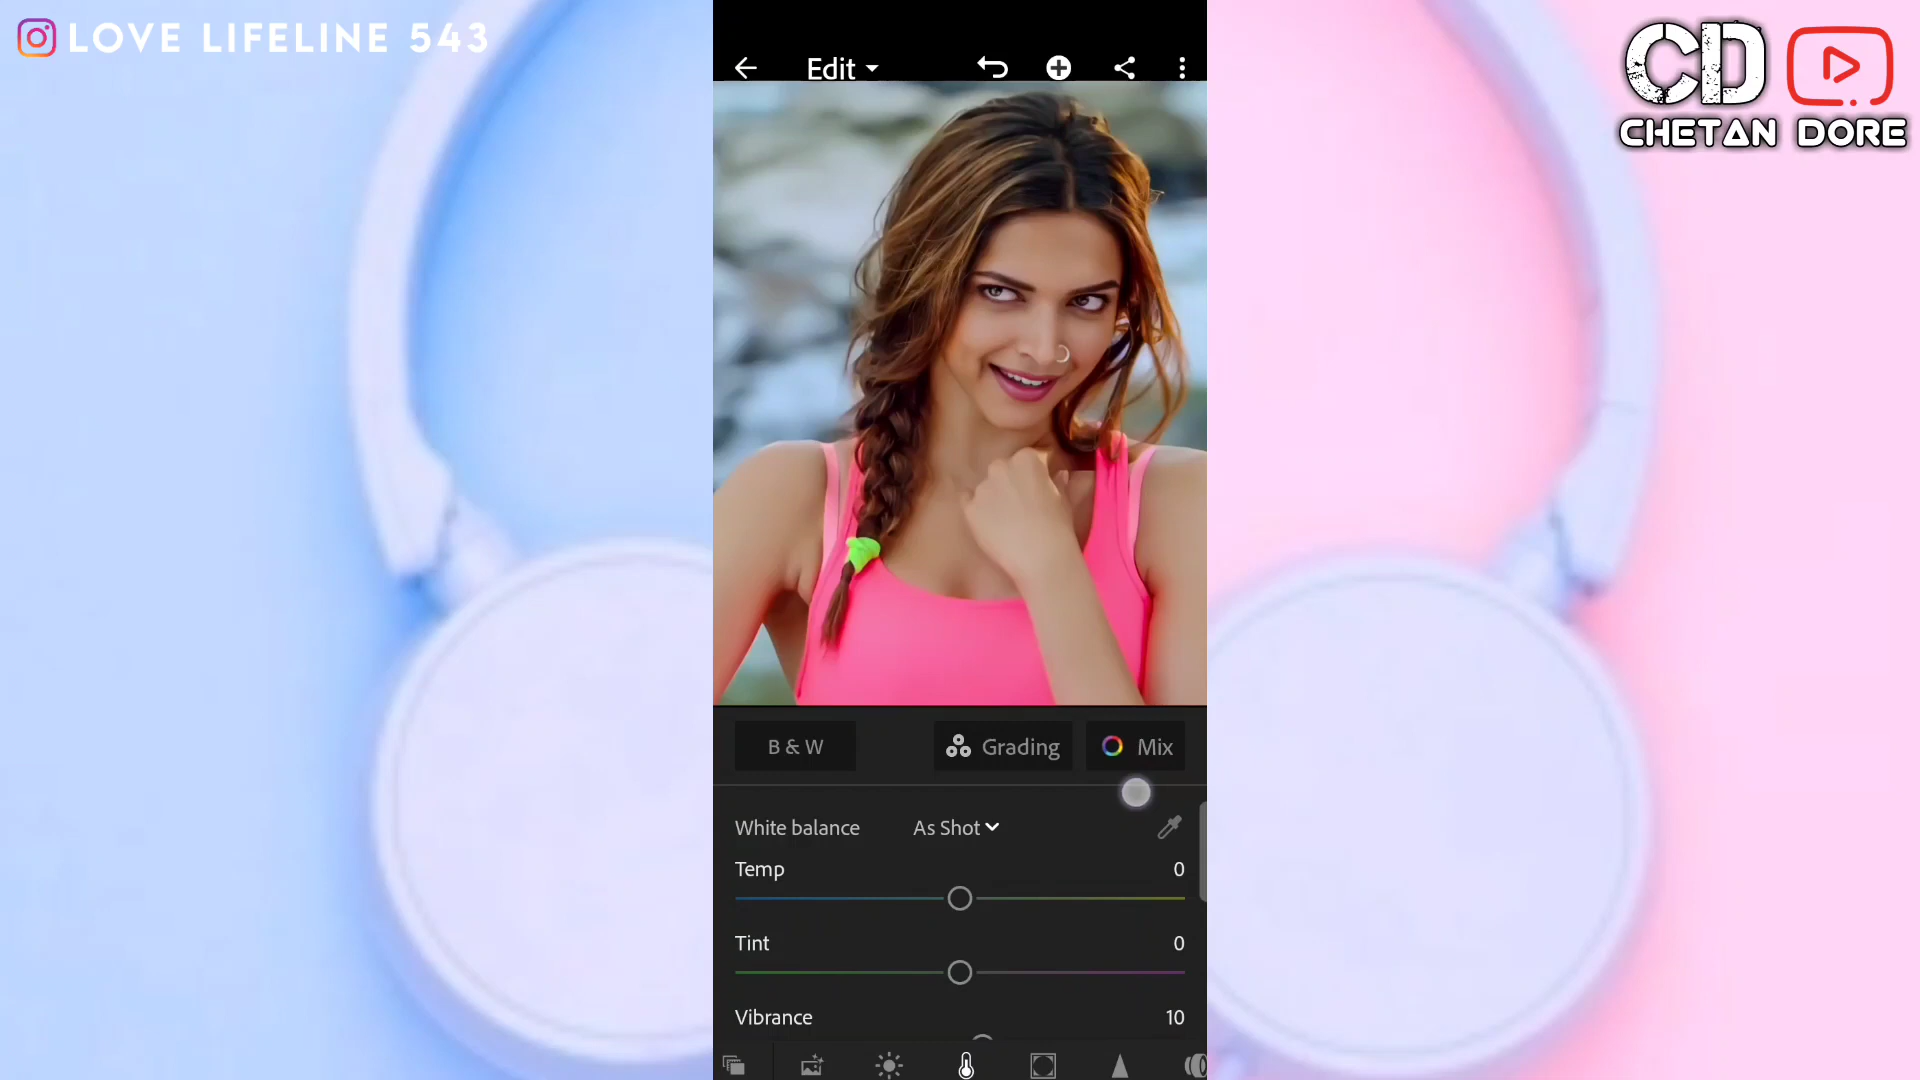 LOVE LIFELINE 543
CD
CHETAN DORE
Edit
B & W
Grading
Mix
White balance
As Shot
Temp
0
Tint
0
Vibrance
10